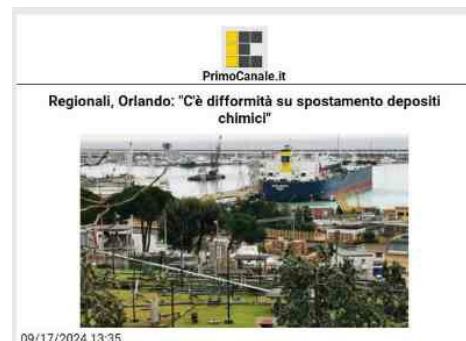 PrimoCanale.it
Regionali, Orlando: "C'è difformità su spostamento depositi
chimici"
09/17/2024 13:35